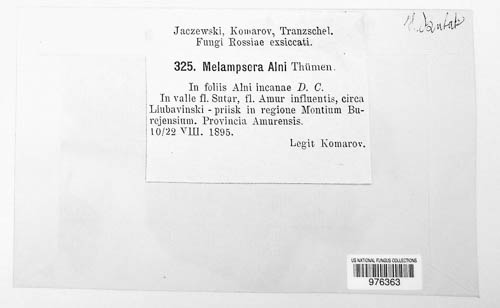 Jaczewski, Komarov, Tranzschel.
Fungi Rossiae exsiccati.
325. Melampsora Alni Thümen.
In foliis Alni incanae D. C.
In valle fl. Sutar, fl. Amur influentis, circa
Liubavinski-priisk in regione Montium Bu-
rejensium. Provincia Amurensis.
10/22 VIII. 1895.
Legit Komarov.
US NATIONAL FUNGUS COLLECTIONS
976363